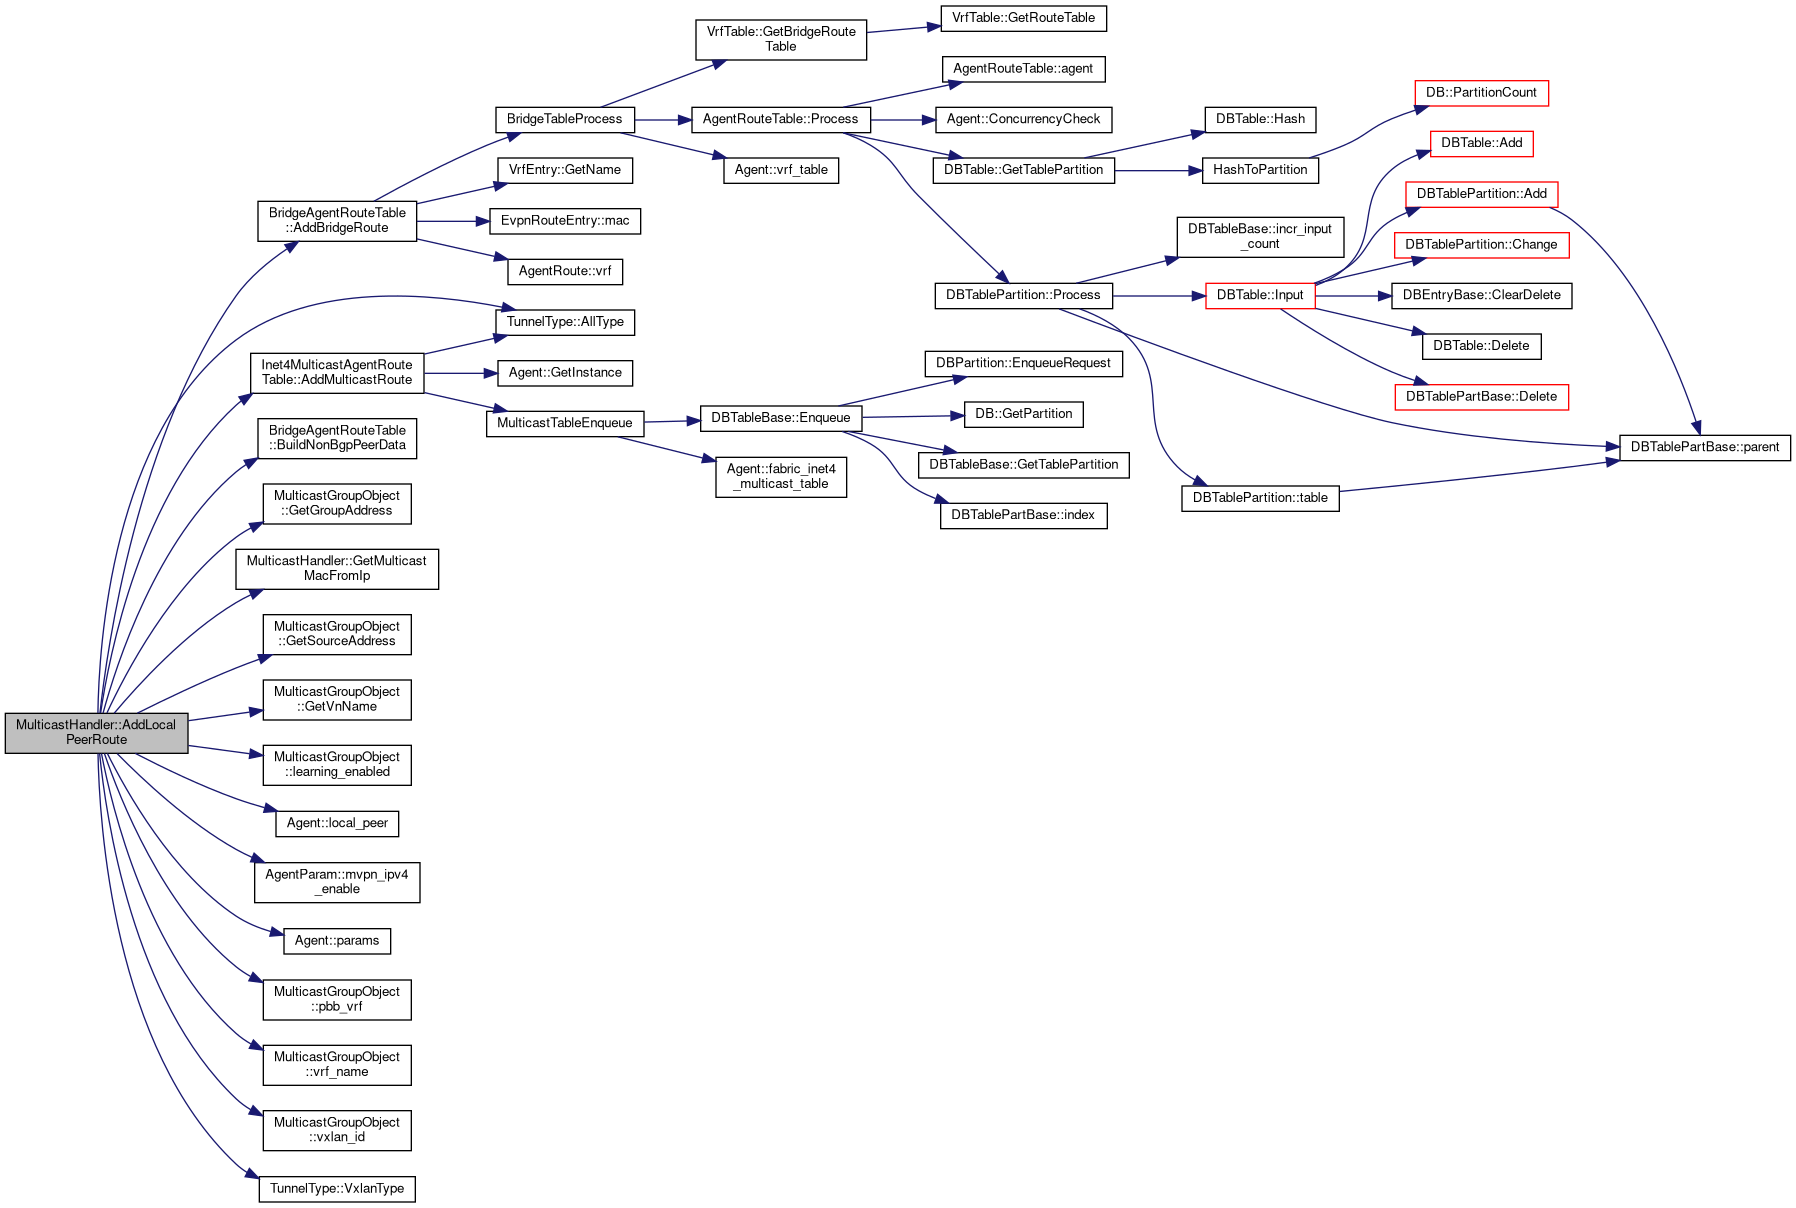 MulticastHandler::AddLocal
PeerRoute
BridgeAgentRouteTable
::AddBridgeRoute
BridgeTableProcess
VrfTable::GetBridgeRoute
Table
VrfTable::GetRouteTable
AgentRouteTable::Process
AgentRouteTable::agent
Agent::ConcurrencyCheck
DBTable::GetTablePartition
DBTable::Hash
HashToPartition
DB::PartitionCount
DBTablePartition::Process
DBTableBase::incr_input
_count
DBTable::Input
DBTable::Add
DBTablePartition::Add
DBTablePartition::Change
DBEntryBase::ClearDelete
DBTable::Delete
DBTablePartBase::Delete
DBTablePartBase::parent
DBTablePartition::table
Agent::vrf_table
VrfEntry::GetName
EvpnRouteEntry::mac
AgentRoute::vrf
TunnelType::AllType
Inet4MulticastAgentRoute
Table::AddMulticastRoute
Agent::GetInstance
MulticastTableEnqueue
DBTableBase::Enqueue
DBPartition::EnqueueRequest
DB::GetPartition
DBTableBase::GetTablePartition
DBTablePartBase::index
Agent::fabric_inet4
_multicast_table
BridgeAgentRouteTable
::BuildNonBgpPeerData
MulticastGroupObject
::GetGroupAddress
MulticastHandler::GetMulticast
MacFromIp
MulticastGroupObject
::GetSourceAddress
MulticastGroupObject
::GetVnName
MulticastGroupObject
::learning_enabled
Agent::local_peer
AgentParam::mvpn_ipv4
_enable
Agent::params
MulticastGroupObject
::pbb_vrf
MulticastGroupObject
::vrf_name
MulticastGroupObject
::vxlan_id
TunnelType::VxlanType